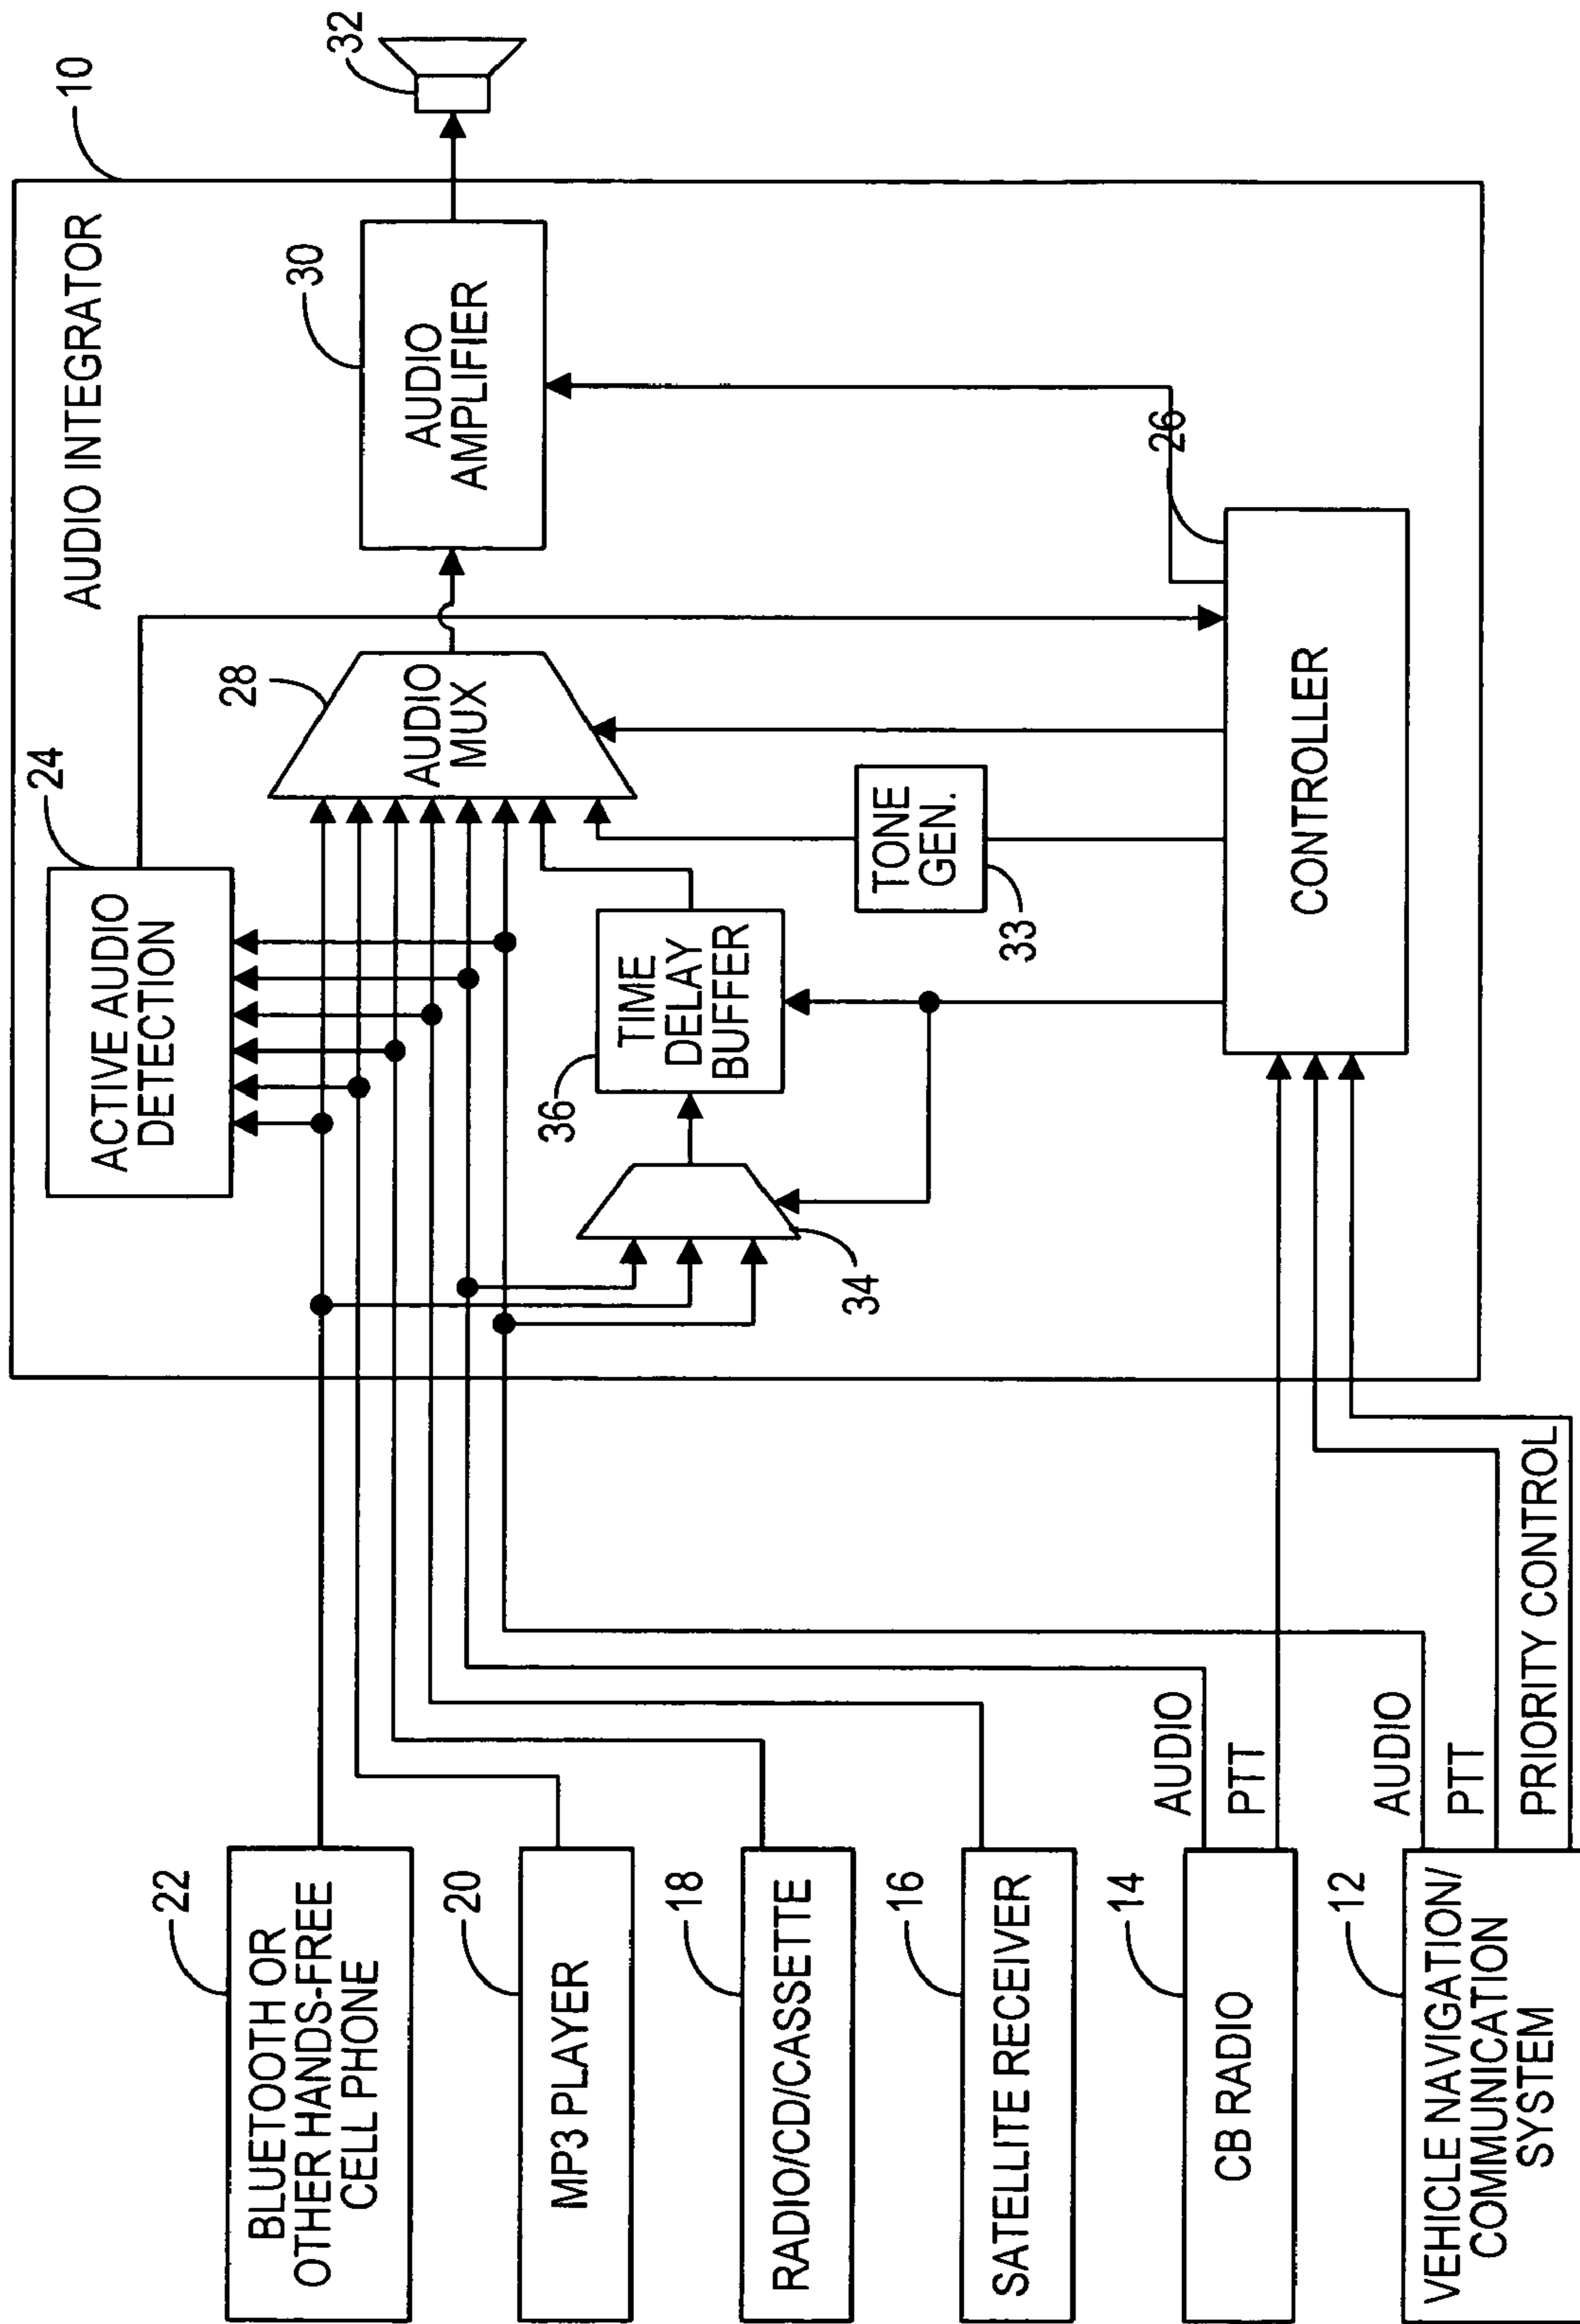 AUDIO INTEGRATOR
10
22
BLUETOOTH OR
OTHER HANDS-FREE
CELL PHONE
20
MP3 PLAYER
18
RADIO/CD/CASSETTE
16
SATELLITE RECEIVER
14
CB RADIO
AUDIO
PTT
12
VEHICLE NAVIGATION/
COMMUNICATION
SYSTEM
AUDIO
PTT
PRIORITY CONTROL
24
ACTIVE AUDIO
DETECTION
28
AUDIO
MUX
30
AUDIO
AMPLIFIER
32
34
36
TIME
DELAY
BUFFER
33
TONE
GEN.
26
CONTROLLER